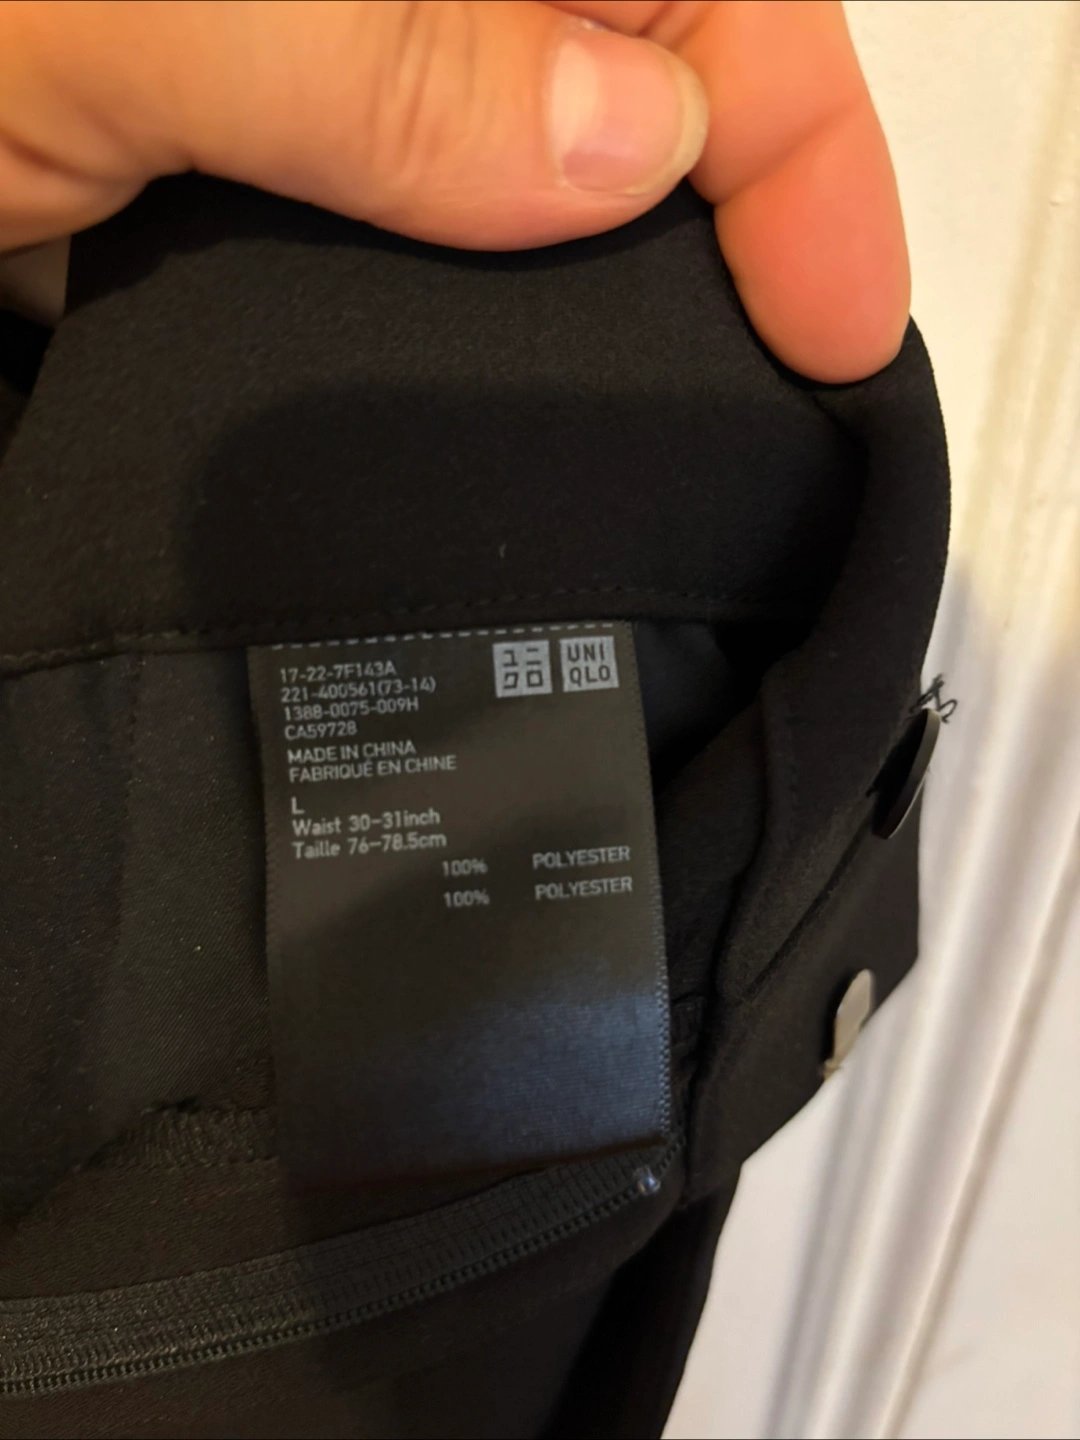 17-22-7F143A
221-400561(73-14)
1388-0075-009H
CA59728
ユニ
クロ
UNI
QLO
MADE IN CHINA
FABRIQUÉ EN CHINE
L
Waist 30-31inch
Taille 76-78.5cm
100% POLYESTER
100% POLYESTER